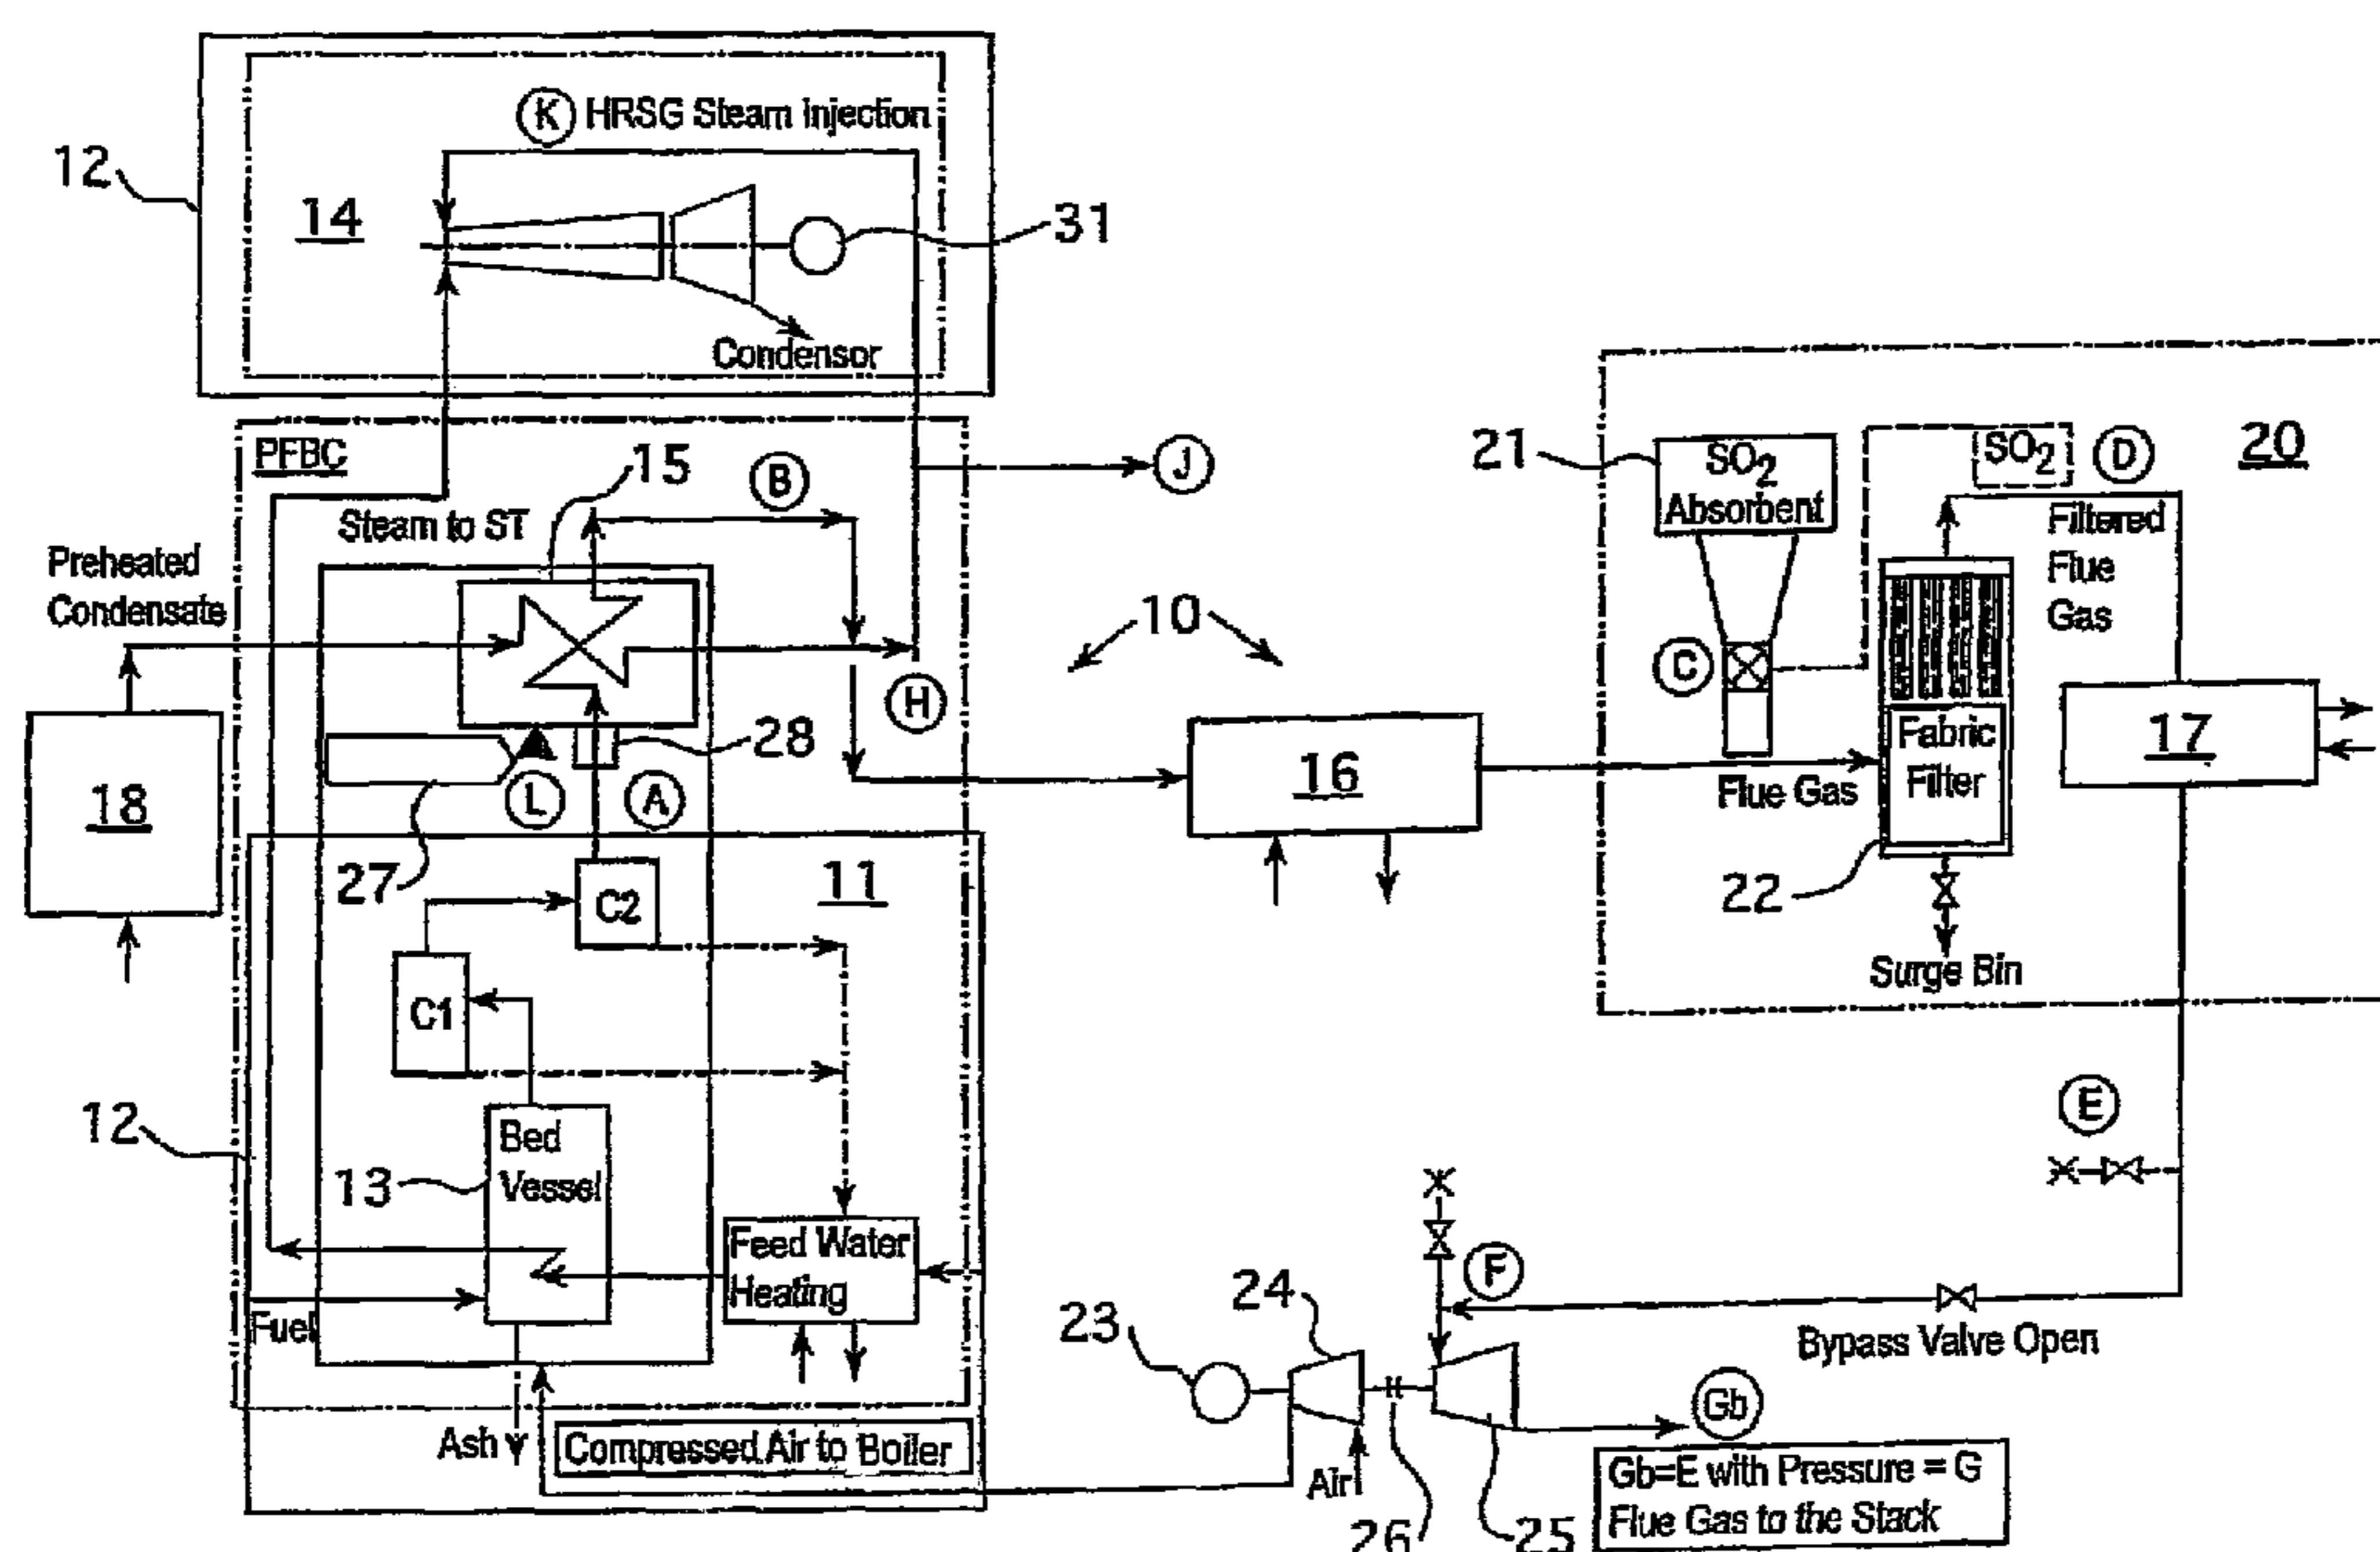 K HRSG Steam Injection
12
14
31
Condensor
PFBC
15
B
J
Steam to ST
Preheated
Condensate
21
SO2
Absorbent
SO2
D
20
Filtered
Flue
Gas
10
C
H
28
18
L
A
27
16
Flue Gas
Fabric
Filter
17
22
Surge Bin
11
C2
C1
12
13
Bed
Vessel
Feed Water
Heating
Fuel
Ash
Compressed Air to Boiler
E
F
23
24
Bypass Valve Open
Air
26
25
Gb
Gb=E with Pressure = G
Flue Gas to the Stack